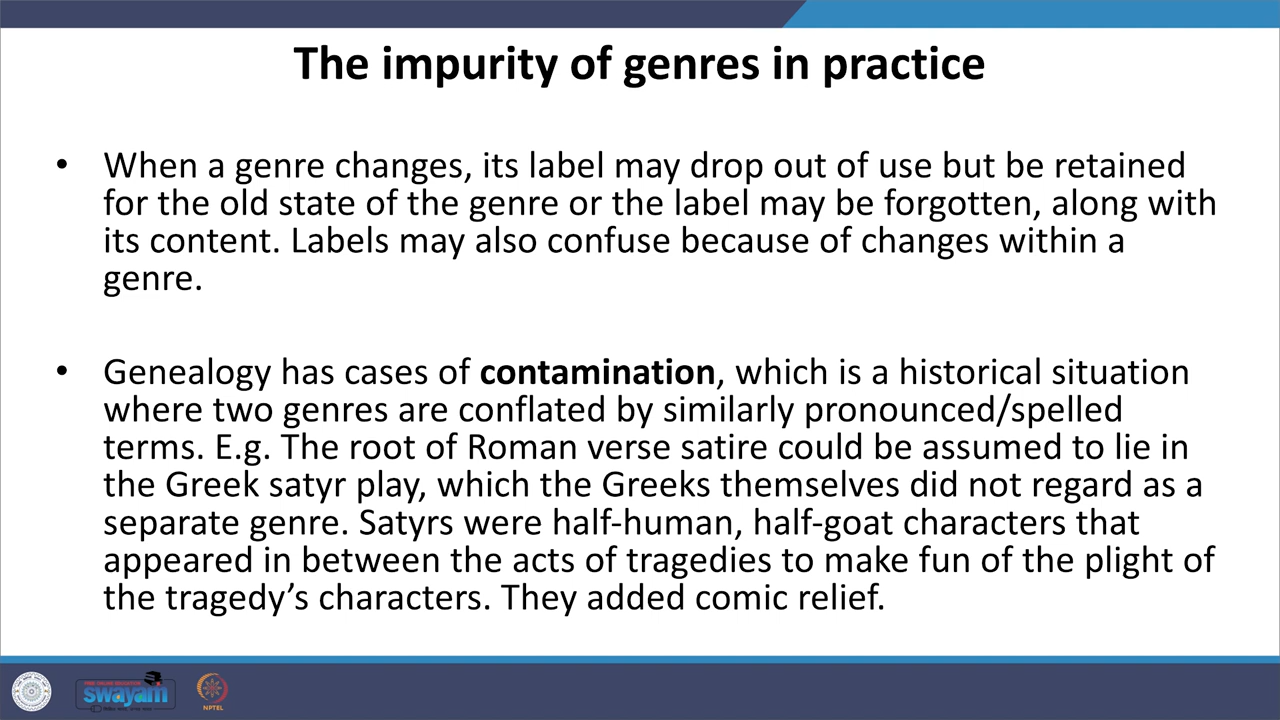 The impurity of genres in practice
• When a genre changes, its label may drop out of use but be retained
for the old state of the genre or the label may be forgotten, along with
its content. Labels may also confuse because of changes within a
genre.
• Genealogy has cases of contamination, which is a historical situation
where two genres are conflated by similarly pronounced/spelled
terms. E.g. The root of Roman verse satire could be assumed to lie in
the Greek satyr play, which the Greeks themselves did not regard as a
separate genre. Satyrs were half-human, half-goat characters that
appeared in between the acts of tragedies to make fun of the plight of
the tragedy’s characters. They added comic relief.
swayam
NPTEL